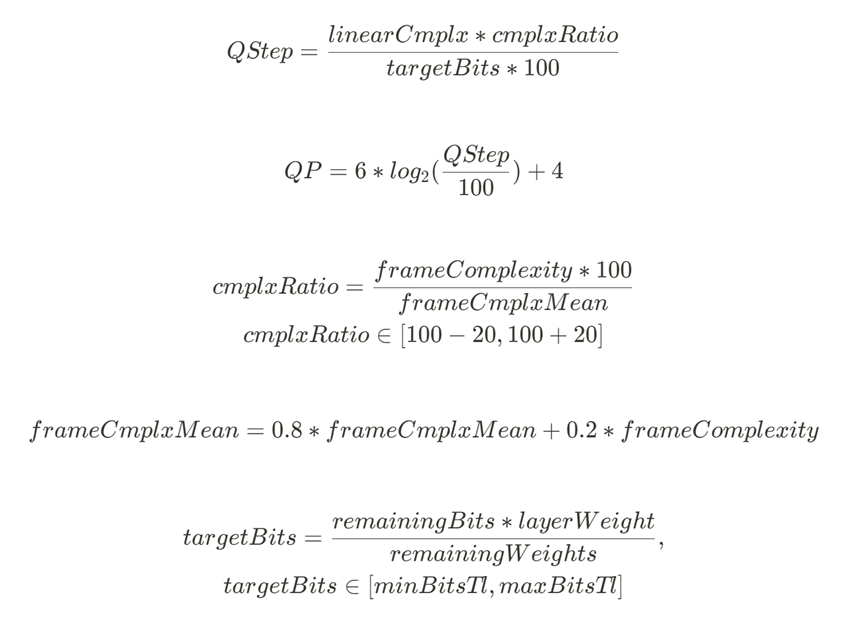 QStep = \frac{linearCmplx * cmplxRatio}{targetBits * 100}
QP = 6 * log_2(\frac{QStep}{100}) + 4
cmplxRatio = \frac{frameComplexity * 100}{frameCmplxMean}
cmplxRatio ∈ [100 − 20, 100 + 20]
frameCmplxMean = 0.8 * frameCmplxMean + 0.2 * frameComplexity
targetBits = \frac{remainingBits * layerWeight}{remainingWeights},
targetBits ∈ [minBitsTl, maxBitsTl]